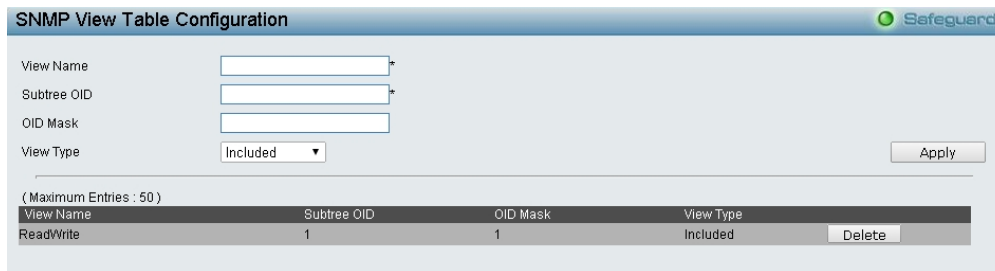 SNMP View Table Configuration Safeguard
View Name *
Subtree OID *
OID Mask
View Type Included Apply
( Maximum Entries : 50 )
View Name Subtree OID OID Mask View Type
ReadWrite 1 1 Included Delete